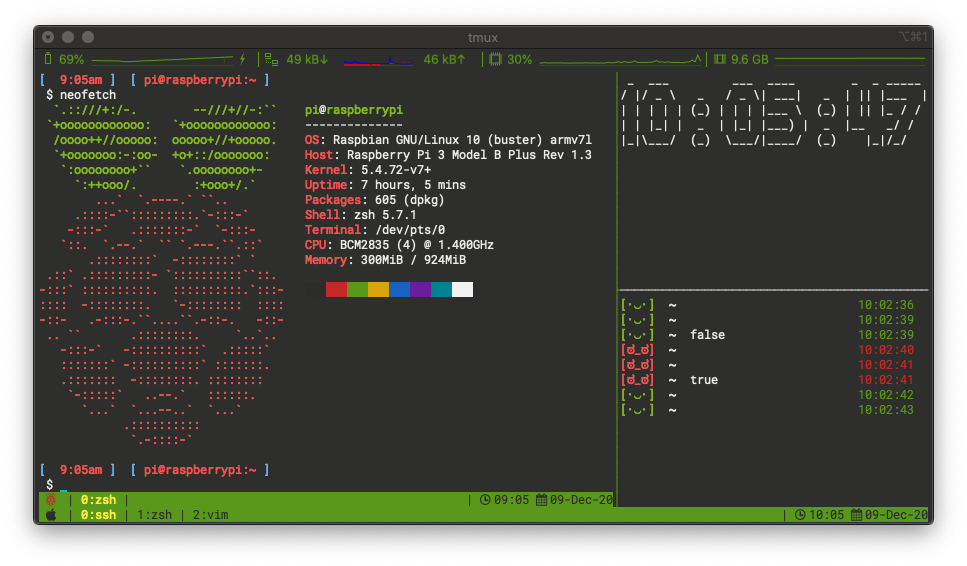 tmux
⌥⌘1
69% 49 kB↓ 46 kB↑ 30% 9.6 GB
[ 9:05am ] [ pi@raspberrypi:~ ]
$ neofetch
pi@raspberrypi
--------------
OS: Raspbian GNU/Linux 10 (buster) armv7l
Host: Raspberry Pi 3 Model B Plus Rev 1.3
Kernel: 5.4.72-v7+
Uptime: 7 hours, 5 mins
Packages: 605 (dpkg)
Shell: zsh 5.7.1
Terminal: /dev/pts/0
CPU: BCM2835 (4) @ 1.400GHz
Memory: 300MiB / 924MiB
[ 9:05am ] [ pi@raspberrypi:~ ]
$
| 0:zsh | | 09:05 09-Dec-20
10:05:47
[·ᴗ·] ~ 10:02:36
[·ᴗ·] ~ 10:02:39
[·ᴗ·] ~ false 10:02:39
[ಠ_ಠ] ~ 10:02:40
[ಠ_ಠ] ~ 10:02:41
[ಠ_ಠ] ~ true 10:02:41
[·ᴗ·] ~ 10:02:42
[·ᴗ·] ~ 10:02:43
| 0:ssh | 1:zsh | 2:vim | 10:05 09-Dec-20